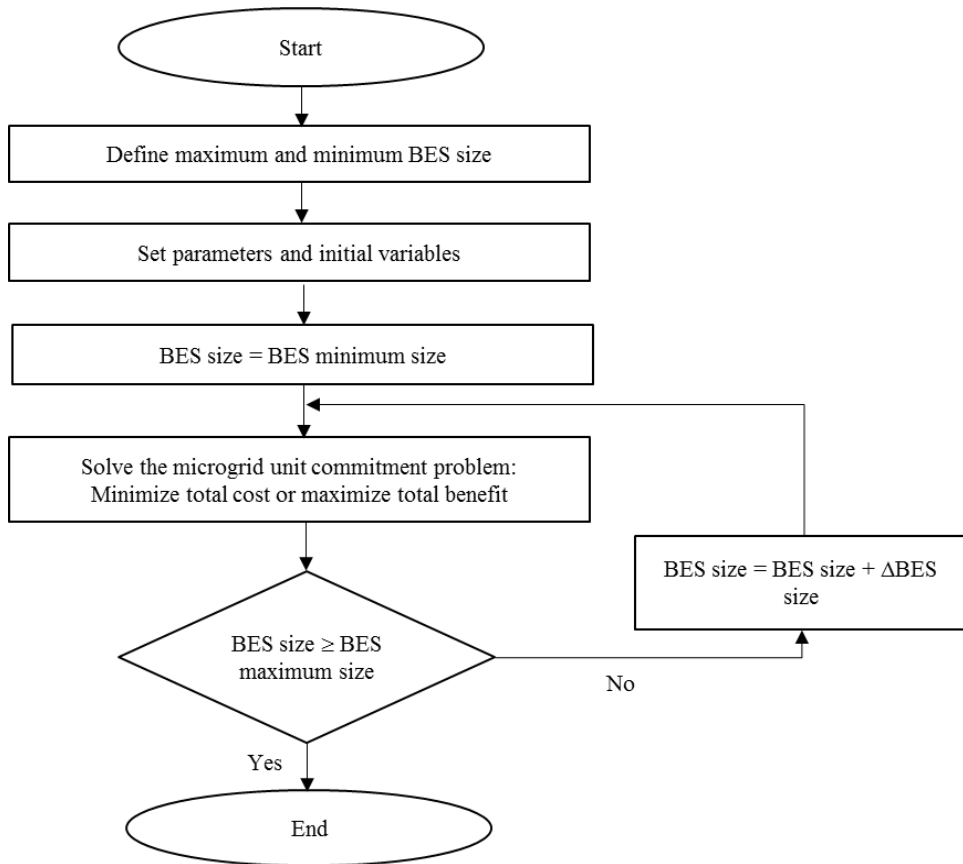 Start
Define maximum and minimum BES size
Set parameters and initial variables
BES size = BES minimum size
Solve the microgrid unit commitment problem:
Minimize total cost or maximize total benefit
BES size = BES size + ΔBES
size
BES size ≥ BES
maximum size
No
Yes
End